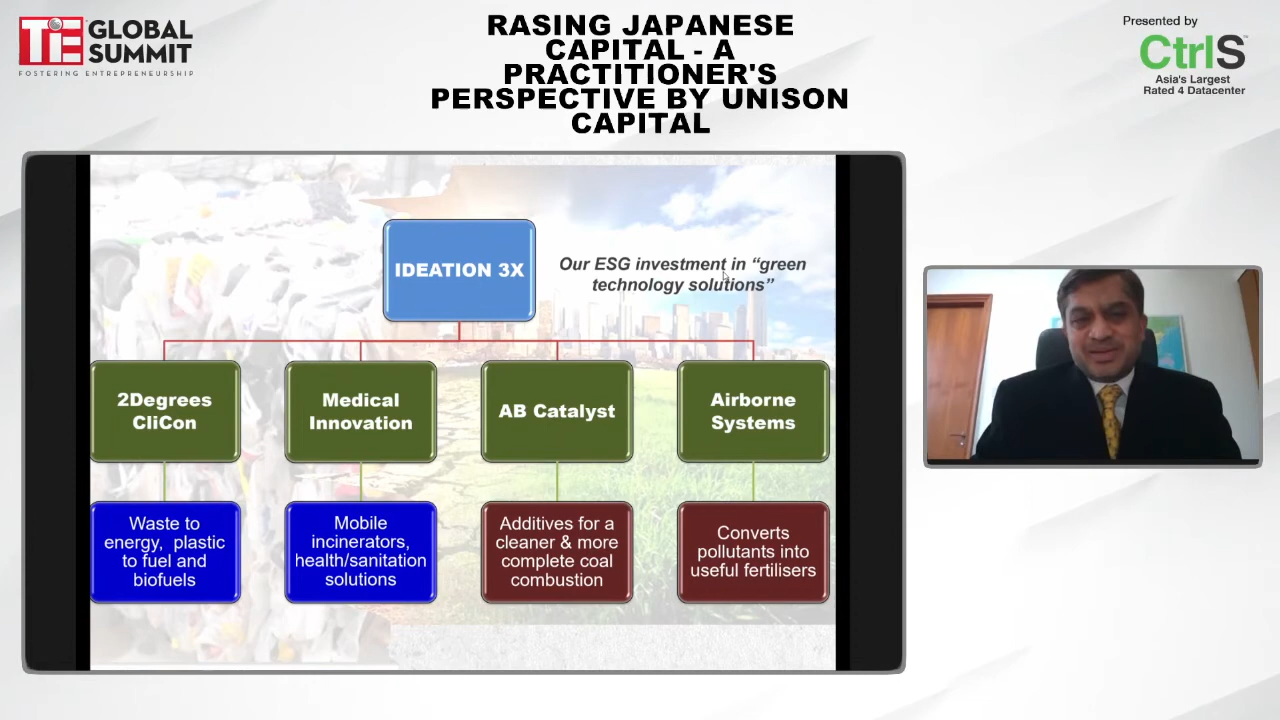 TiE GLOBAL
SUMMIT
FOSTERING ENTREPRENEURSHIP
RASING JAPANESE
CAPITAL - A
PRACTITIONER'S
PERSPECTIVE BY UNISON
CAPITAL
Presented by
CtrlS
Asia's Largest
Rated 4 Datacenter
IDEATION 3X
Our ESG investment in “green
technology solutions”
2Degrees
CliCon
Medical
Innovation
AB Catalyst
Airborne
Systems
Waste to
energy, plastic
to fuel and
biofuels
Mobile
incinerators,
health/sanitation
solutions
Additives for a
cleaner & more
complete coal
combustion
Converts
pollutants into
useful fertilisers